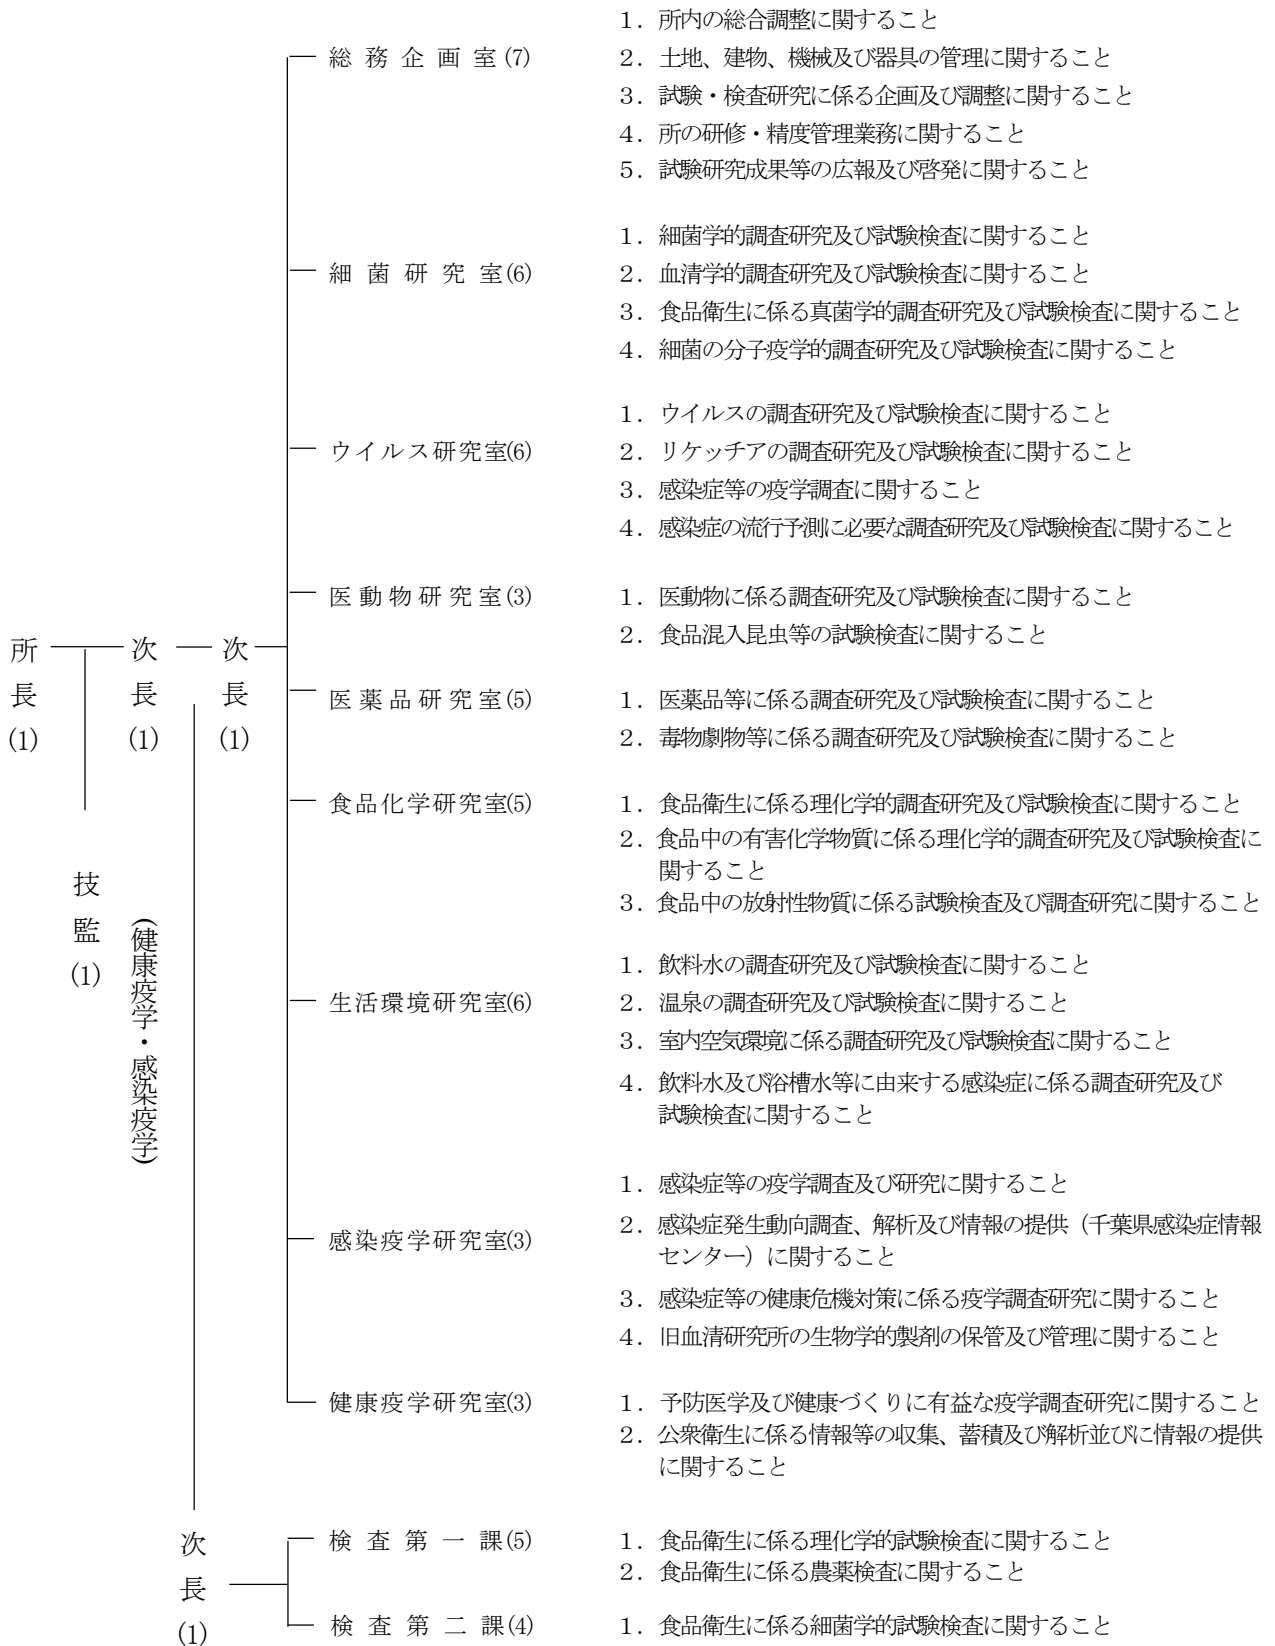 所長(1)
技監(1)
次長(1)
(健康疫学・感染疫学)
次長(1)
総務企画室(7)
1．所内の総合調整に関すること
2．土地、建物、機械及び器具の管理に関すること
3．試験・検査研究に係る企画及び調整に関すること
4．所の研修・精度管理業務に関すること
5．試験研究成果等の広報及び啓発に関すること
細菌研究室(6)
1．細菌学的調査研究及び試験検査に関すること
2．血清学的調査研究及び試験検査に関すること
3．食品衛生に係る真菌学的調査研究及び試験検査に関すること
4．細菌の分子疫学的調査研究及び試験検査に関すること
ウイルス研究室(6)
1．ウイルスの調査研究及び試験検査に関すること
2．リケッチアの調査研究及び試験検査に関すること
3．感染症等の疫学調査に関すること
4．感染症の流行予測に必要な調査研究及び試験検査に関すること
医動物研究室(3)
1．医動物に係る調査研究及び試験検査に関すること
2．食品混入昆虫等の試験検査に関すること
医薬品研究室(5)
1．医薬品等に係る調査研究及び試験検査に関すること
2．毒物劇物等に係る調査研究及び試験検査に関すること
食品化学研究室(5)
1．食品衛生に係る理化学的調査研究及び試験検査に関すること
2．食品中の有害化学物質に係る理化学的調査研究及び試験検査に
関すること
3．食品中の放射性物質に係る試験検査及び調査研究に関すること
生活環境研究室(6)
1．飲料水の調査研究及び試験検査に関すること
2．温泉の調査研究及び試験検査に関すること
3．室内空気環境に係る調査研究及び試験検査に関すること
4．飲料水及び浴槽水等に由来する感染症に係る調査研究及び
試験検査に関すること
感染疫学研究室(3)
1．感染症等の疫学調査及び研究に関すること
2．感染症発生動向調査、解析及び情報の提供（千葉県感染症情報
センター）に関すること
3．感染症等の健康危機対策に係る疫学調査研究に関すること
4．旧血清研究所の生物学的製剤の保管及び管理に関すること
健康疫学研究室(3)
1．予防医学及び健康づくりに有益な疫学調査研究に関すること
2．公衆衛生に係る情報等の収集、蓄積及び解析並びに情報の提供
に関すること
次長(1)
検査第一課(5)
1．食品衛生に係る理化学的試験検査に関すること
2．食品衛生に係る農薬検査に関すること
検査第二課(4)
1．食品衛生に係る細菌学的試験検査に関すること